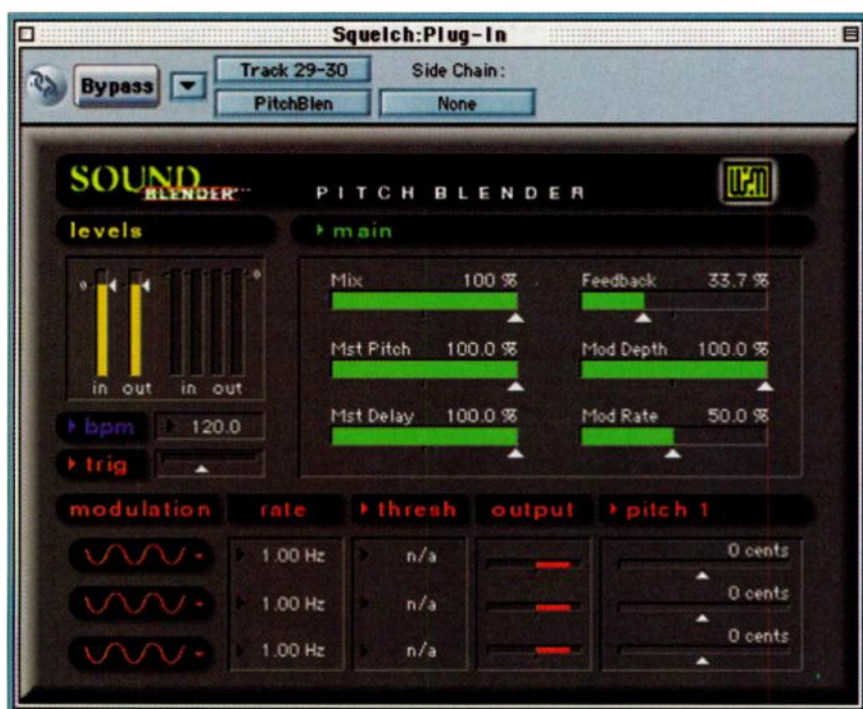 Squelch:Plug-In
Bypass
Track 29-30
Side Chain:
PitchBlen
None
SOUND
BLENDER™
PITCH BLENDER
levels
main
0
0
in out in out
Mix 100 %
Feedback 33.7 %
Mst Pitch 100.0 %
Mod Depth 100.0 %
Mst Delay 100.0 %
Mod Rate 50.0 %
bpm 120.0
trig
modulation rate thresh output pitch 1
1.00 Hz n/a 0 cents
1.00 Hz n/a 0 cents
1.00 Hz n/a 0 cents